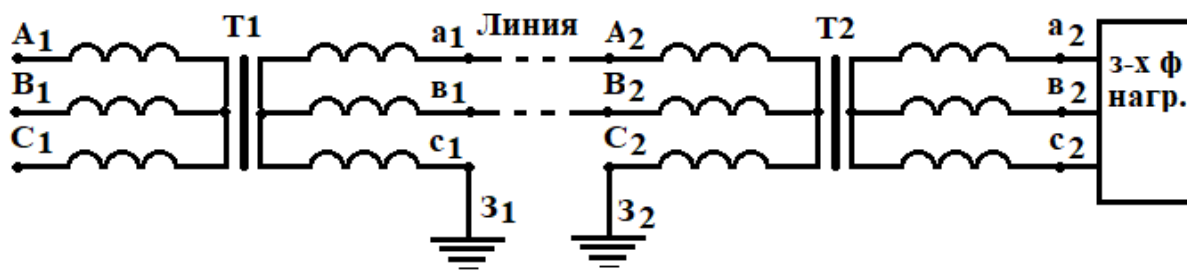 A1 T1 a1 Линия A2 T2 a2
B1 в1 B2 в2
C1 c1 C2 c2
з-х ф
нагр.
З1 З2